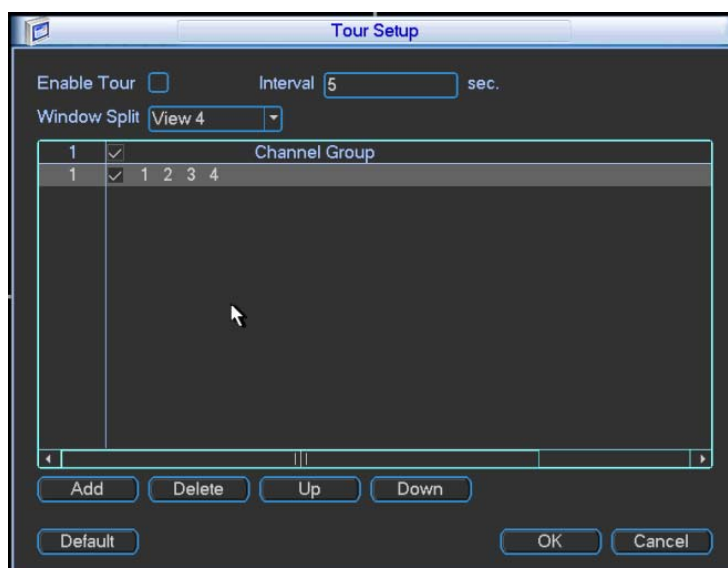 Tour Setup
Enable Tour Interval 5 sec.
Window Split View 4
1 Channel Group
1 1 2 3 4
Add Delete Up Down
Default OK Cancel